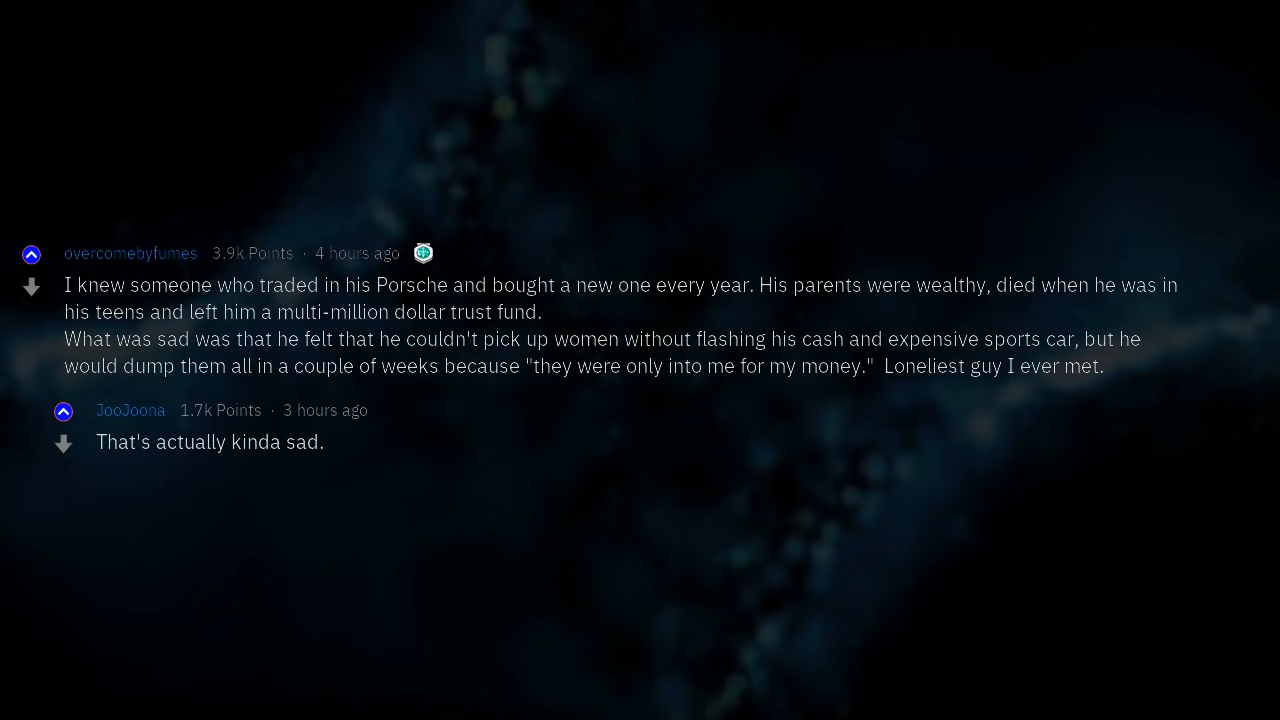 overcomebyfumes 3.9k Points · 4 hours ago
I knew someone who traded in his Porsche and bought a new one every year. His parents were wealthy, died when he was in
his teens and left him a multi-million dollar trust fund.
What was sad was that he felt that he couldn't pick up women without flashing his cash and expensive sports car, but he
would dump them all in a couple of weeks because "they were only into me for my money."  Loneliest guy I ever met.
JooJoona 1.7k Points · 3 hours ago
That's actually kinda sad.